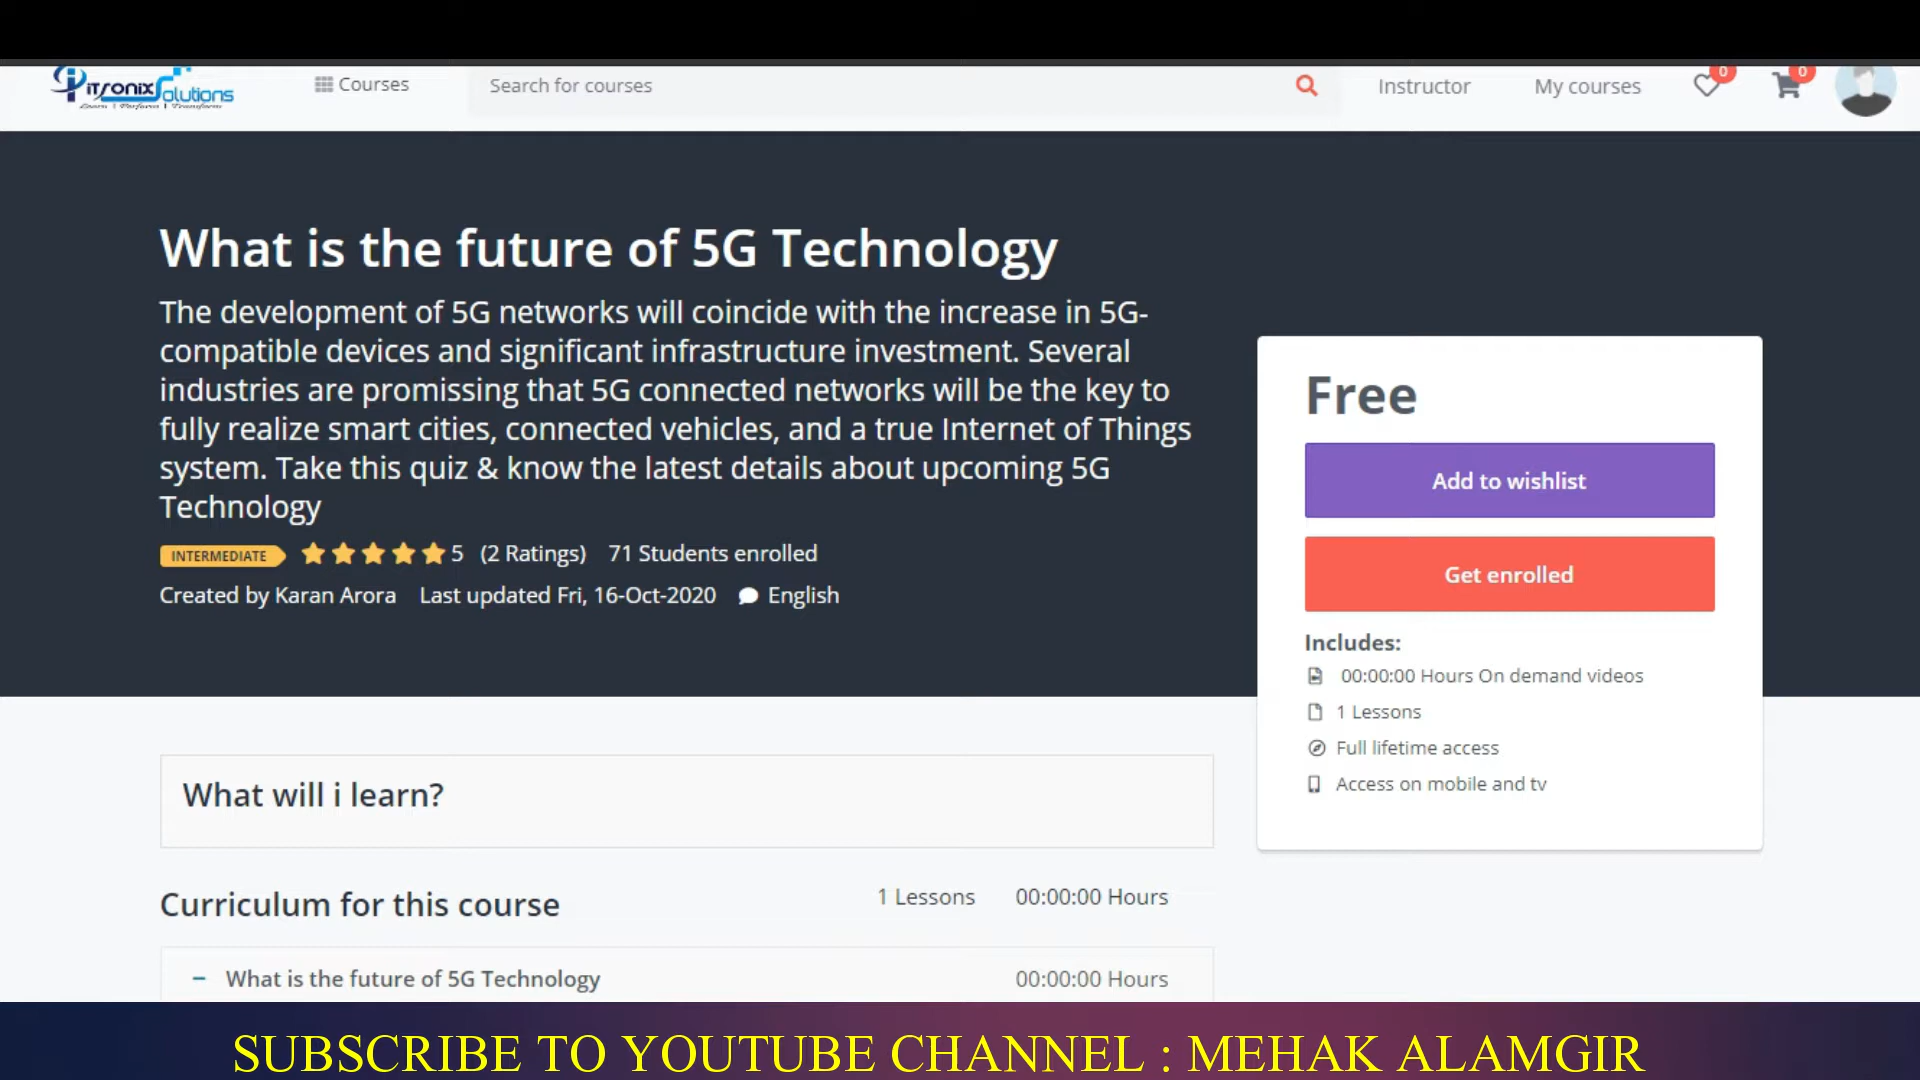 itronix Solutions
Learn | Perform | Transform
Courses
Search for courses
Instructor
My courses
0
0
What is the future of 5G Technology
The development of 5G networks will coincide with the increase in 5G-
compatible devices and significant infrastructure investment. Several
industries are promissing that 5G connected networks will be the key to
fully realize smart cities, connected vehicles, and a true Internet of Things
system. Take this quiz & know the latest details about upcoming 5G
Technology
INTERMEDIATE 5 (2 Ratings) 71 Students enrolled
Created by Karan Arora Last updated Fri, 16-Oct-2020 English
Free
Add to wishlist
Get enrolled
Includes:
00:00:00 Hours On demand videos
1 Lessons
Full lifetime access
Access on mobile and tv
What will i learn?
Curriculum for this course 1 Lessons 00:00:00 Hours
What is the future of 5G Technology 00:00:00 Hours
SUBSCRIBE TO YOUTUBE CHANNEL : MEHAK ALAMGIR